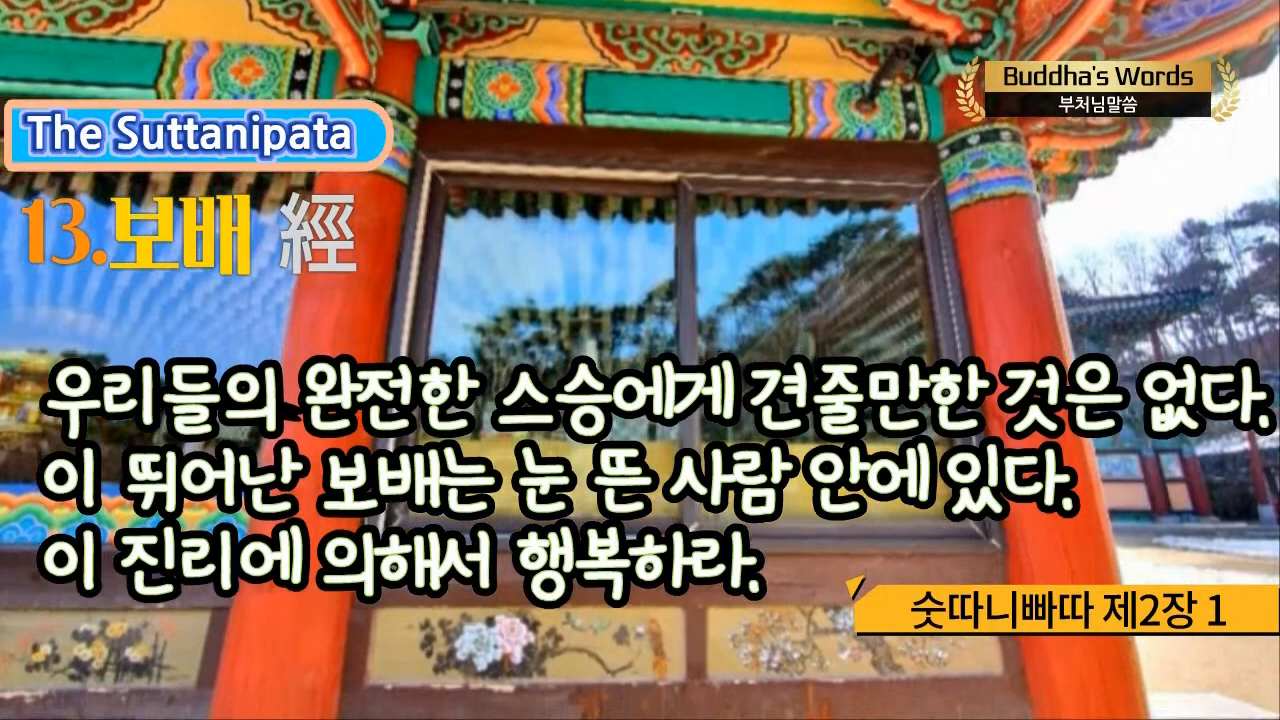 Buddha's Words
부처님말씀
The Suttanipata
13.보배 經
우리들의 완전한 스승에게 견줄만한 것은 없다.
이 뛰어난 보배는 눈 뜬 사람 안에 있다.
이 진리에 의해서 행복하라.
숫따니빠따 제2장 1